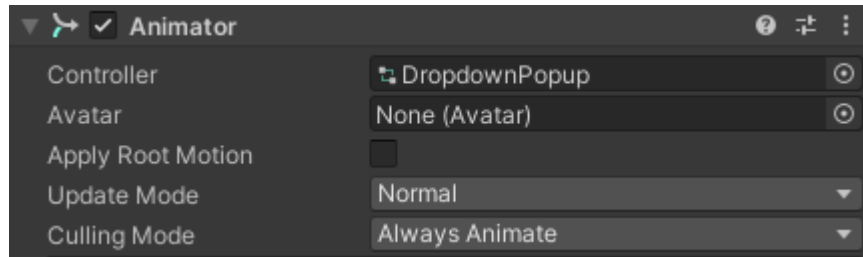 Animator
Controller DropdownPopup
Avatar None (Avatar)
Apply Root Motion
Update Mode Normal
Culling Mode Always Animate